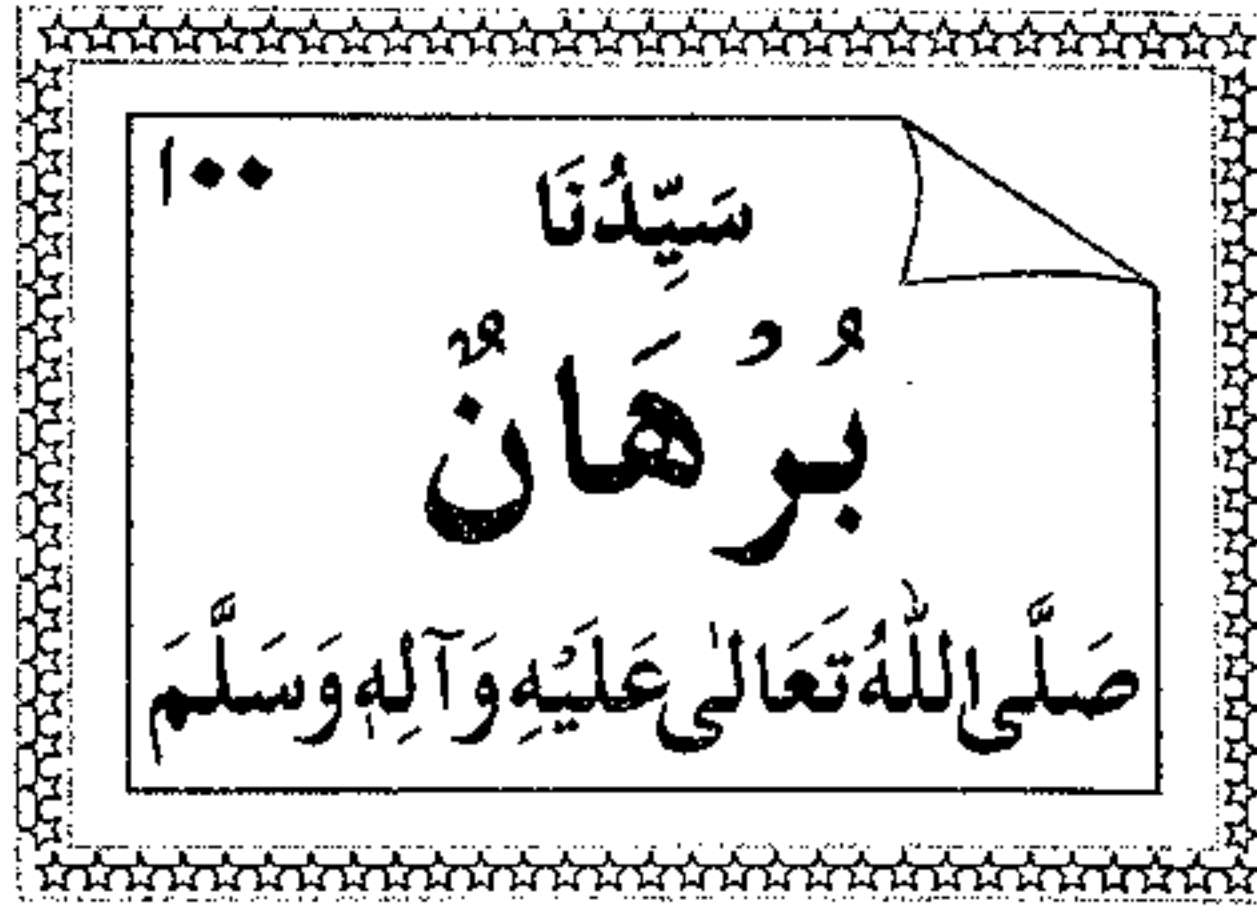 ١٠٠
سَيِّدُنَا
بُرْهَانٌ
صَلَّى اللّٰهُ تَعَالٰى عَلَيْهِ وَآلِهٖ وَسَلَّمَ